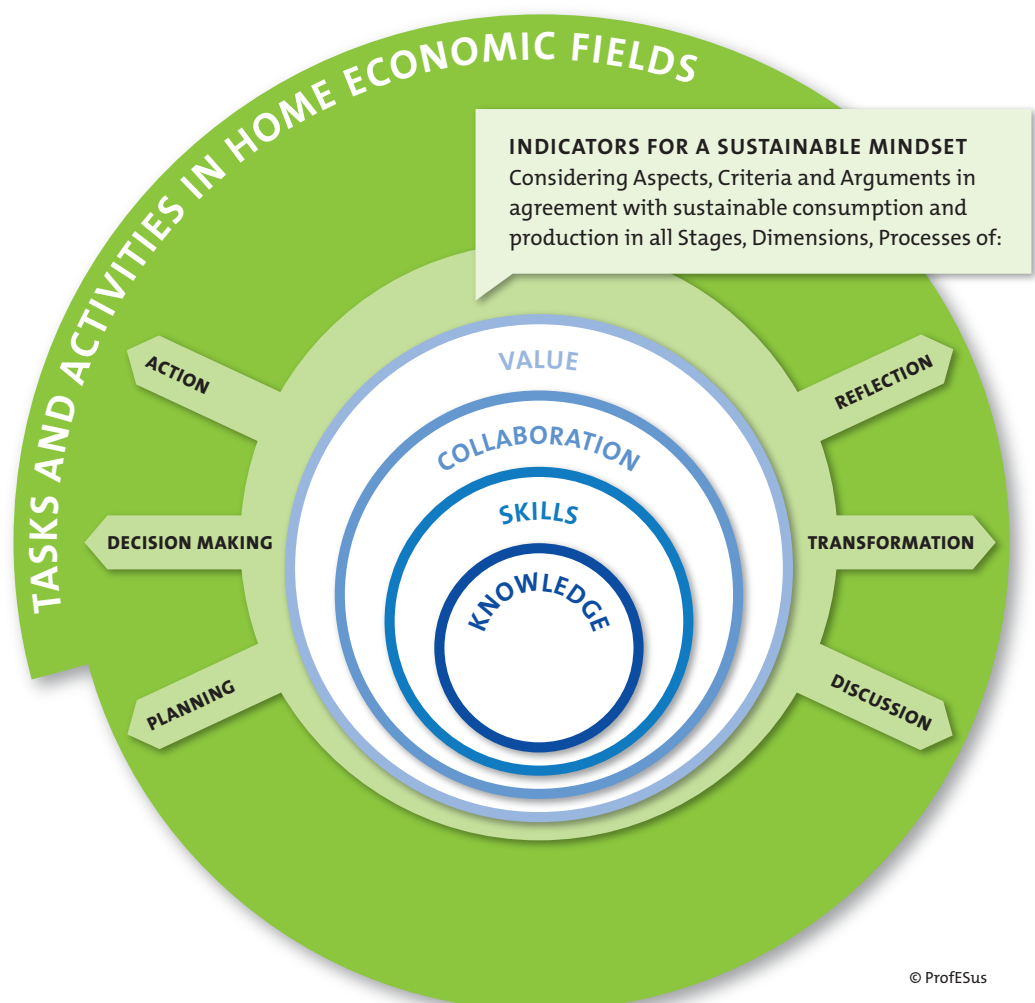 TASKS AND ACTIVITIES IN HOME ECONOMIC FIELDS
INDICATORS FOR A SUSTAINABLE MINDSET
Considering Aspects, Criteria and Arguments in
agreement with sustainable consumption and
production in all Stages, Dimensions, Processes of:
ACTION
DECISION MAKING
PLANNING
VALUE
COLLABORATION
SKILLS
KNOWLEDGE
REFLECTION
TRANSFORMATION
DISCUSSION
© ProfESus